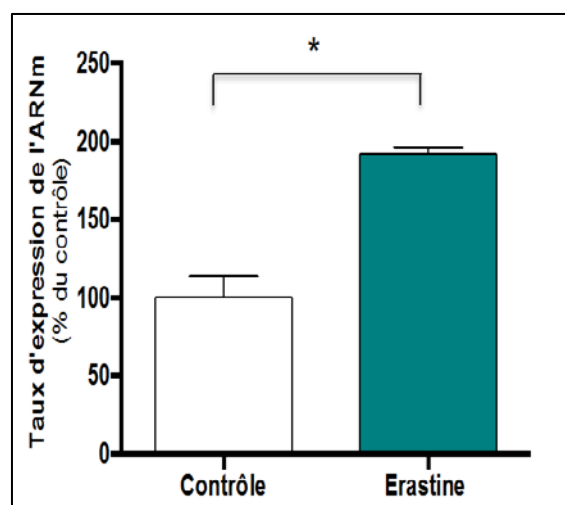 *
250
200
150
100
50
0
Taux d'expression de l'ARNm
(% du contrôle)
Contrôle
Erastine